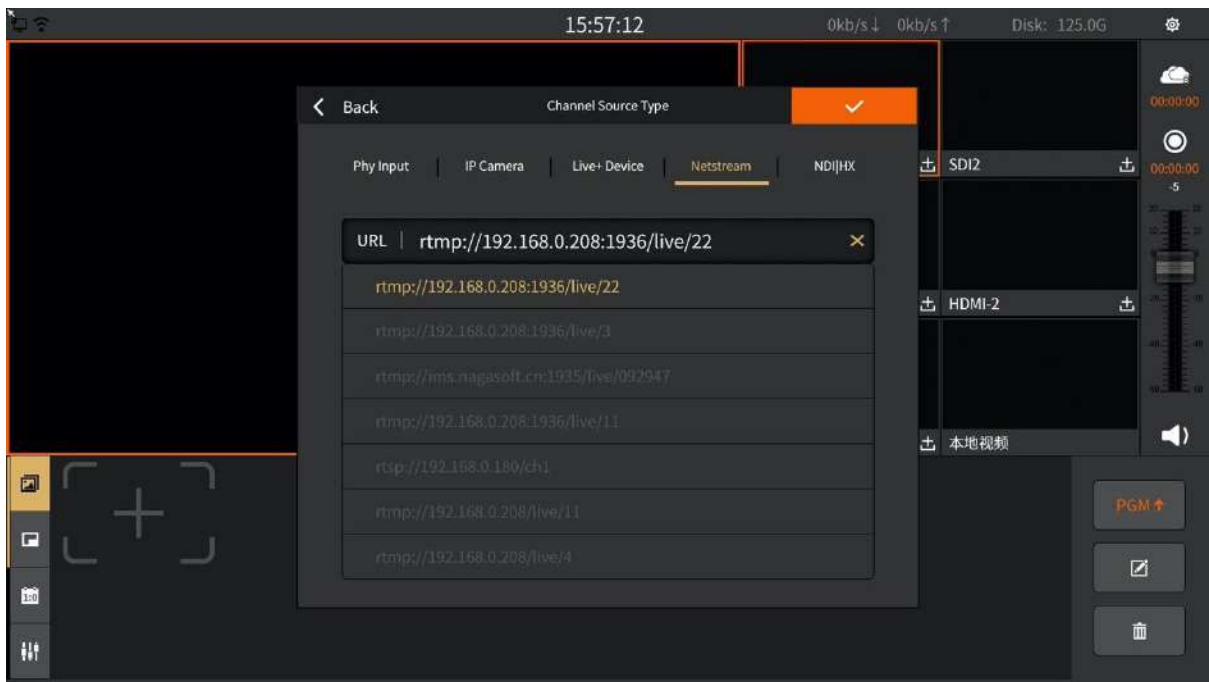 15:57:12 0kb/s↓ 0kb/s↑ Disk: 125.0G
Back Channel Source Type
00:00:00
Phy Input IP Camera Live+ Device Netstream NDI|HX
SDI2
00:00:00
-5
URL rtmp://192.168.0.208:1936/live/22
rtmp://192.168.0.208:1936/live/22
HDMI-2
rtmp://192.168.0.208:1936/live/3
rtmp://ims.nagasoft.cn:1935/live/092947
rtmp://192.168.0.208:1936/live/11
本地视频
rtsp://192.168.0.180/ch1
PGM
rtmp://192.168.0.208/live/11
rtmp://192.168.0.208/live/4
1:0